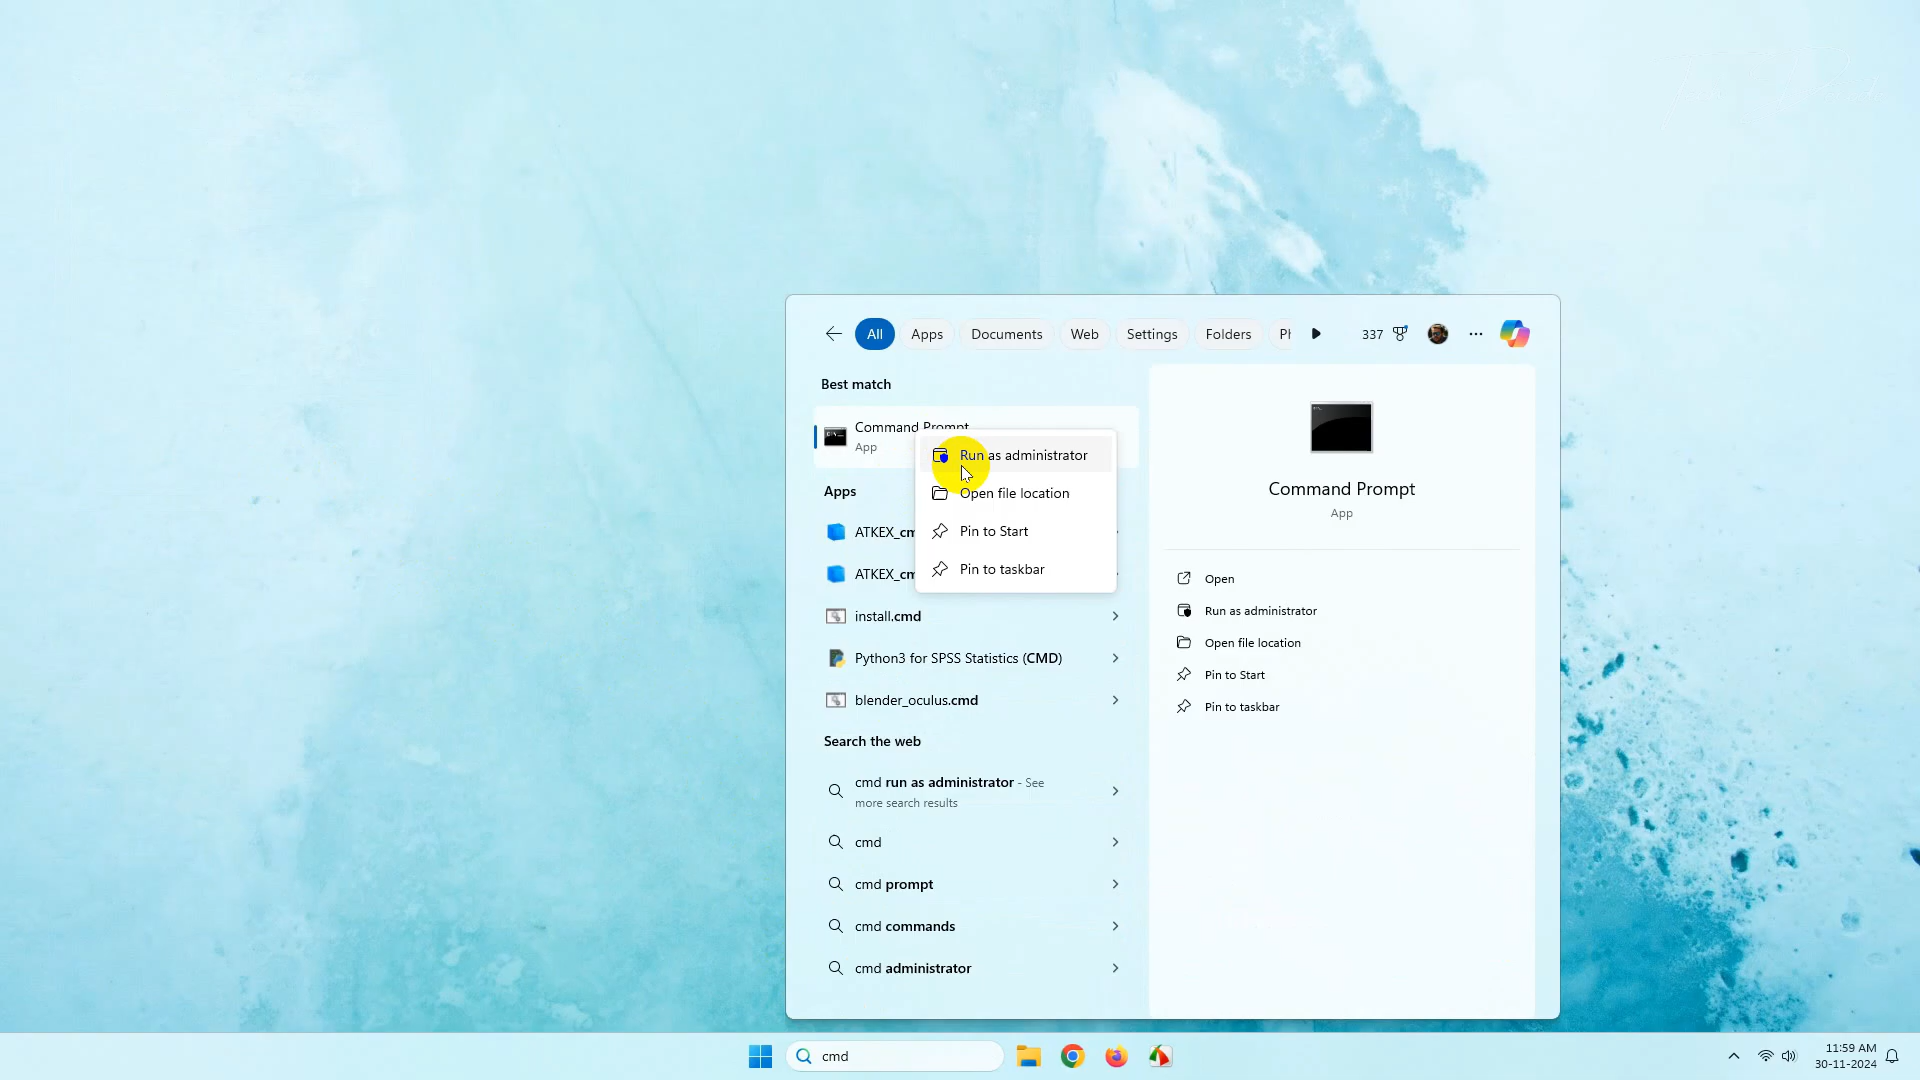 All
Apps
Documents
Web
Settings
Folders
337
Best match
Command Prompt
App
Run as administrator
Open file location
Pin to Start
Pin to taskbar
Apps
install.cmd
Python3 for SPSS Statistics (CMD)
blender_oculus.cmd
Search the web
cmd run as administrator - See
more search results
cmd
cmd prompt
cmd commands
cmd administrator
Command Prompt
App
Open
Run as administrator
Open file location
Pin to Start
Pin to taskbar
cmd
11:59 AM
30-11-2024